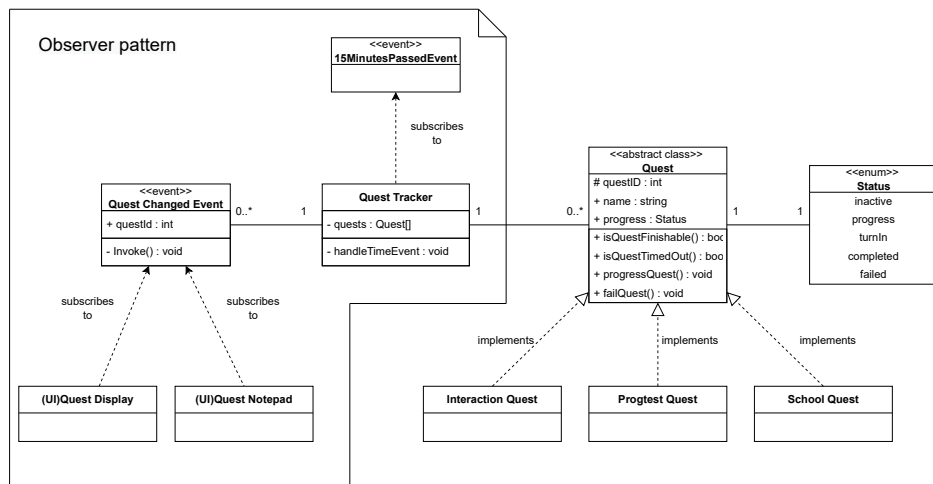 Observer pattern
<<event>>
15MinutesPassedEvent
subscribes
to
<<event>>
Quest Changed Event
+ questId : int
- Invoke() : void
0..*
1
Quest Tracker
- quests : Quest[]
- handleTimeEvent : void
1
0..*
<<abstract class>>
Quest
# questID : int
+ name : string
+ progress : Status
+ isQuestFinishable() : boo
+ isQuestTimedOut() : boo
+ progressQuest() : void
+ failQuest() : void
1
1
<<enum>>
Status
inactive
progress
turnIn
completed
failed
subscribes
to
subscribes
to
implements
implements
implements
(UI)Quest Display
(UI)Quest Notepad
Interaction Quest
Progtest Quest
School Quest